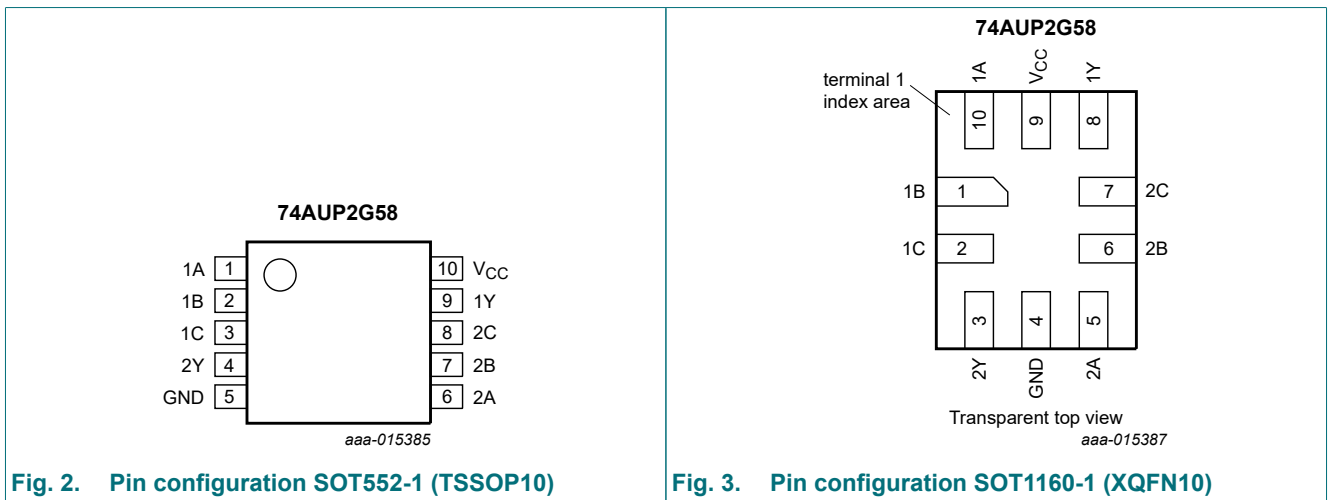 74AUP2G58
1A 1 10 VCC
1B 2 9 1Y
1C 3 8 2C
2Y 4 7 2B
GND 5 6 2A
aaa-015385
Fig. 2. Pin configuration SOT552-1 (TSSOP10)
74AUP2G58
terminal 1
index area
1A VCC 1Y
10 9 8
1B 1 7 2C
1C 2 6 2B
3 4 5
2Y GND 2A
Transparent top view
aaa-015387
Fig. 3. Pin configuration SOT1160-1 (XQFN10)